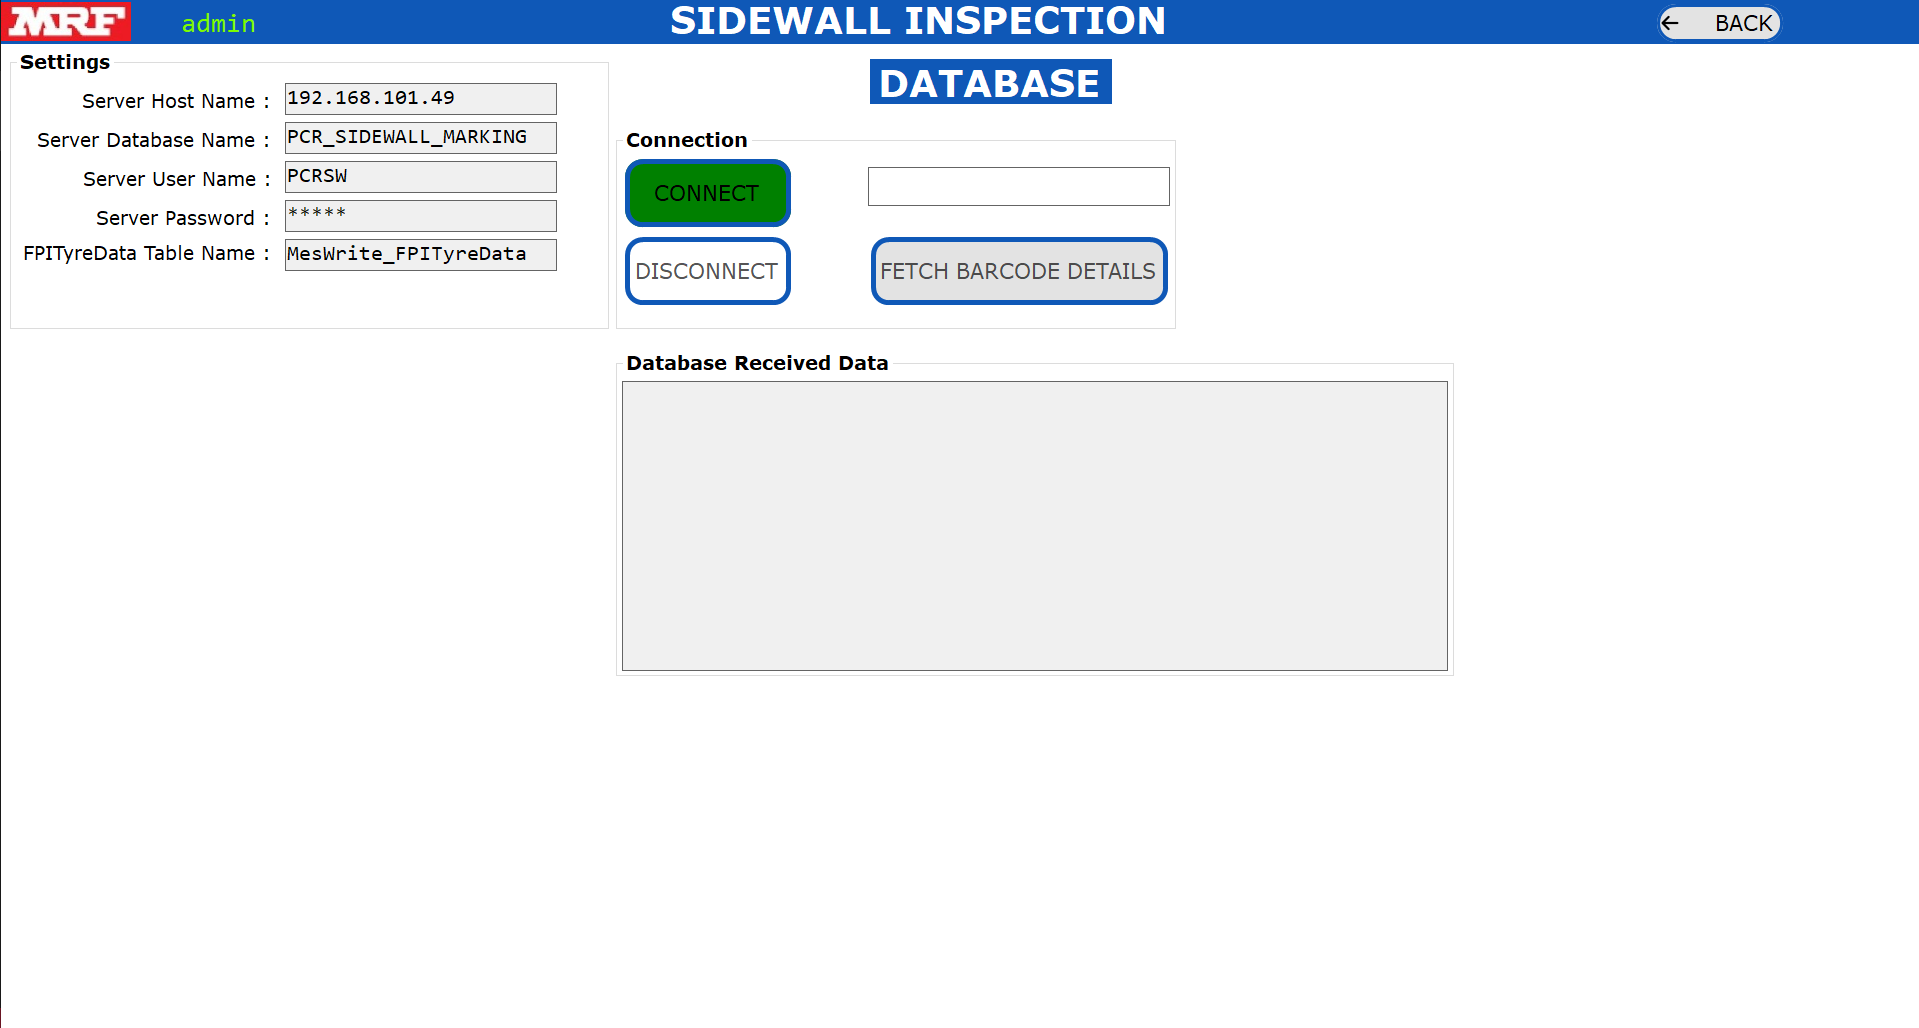 MRF admin SIDEWALL INSPECTION ← BACK
Settings
Server Host Name : 192.168.101.49
Server Database Name : PCR_SIDEWALL_MARKING
Server User Name : PCRSW
Server Password : *****
FPITyreData Table Name : MesWrite_FPITyreData
DATABASE
Connection
CONNECT
DISCONNECT
FETCH BARCODE DETAILS
Database Received Data